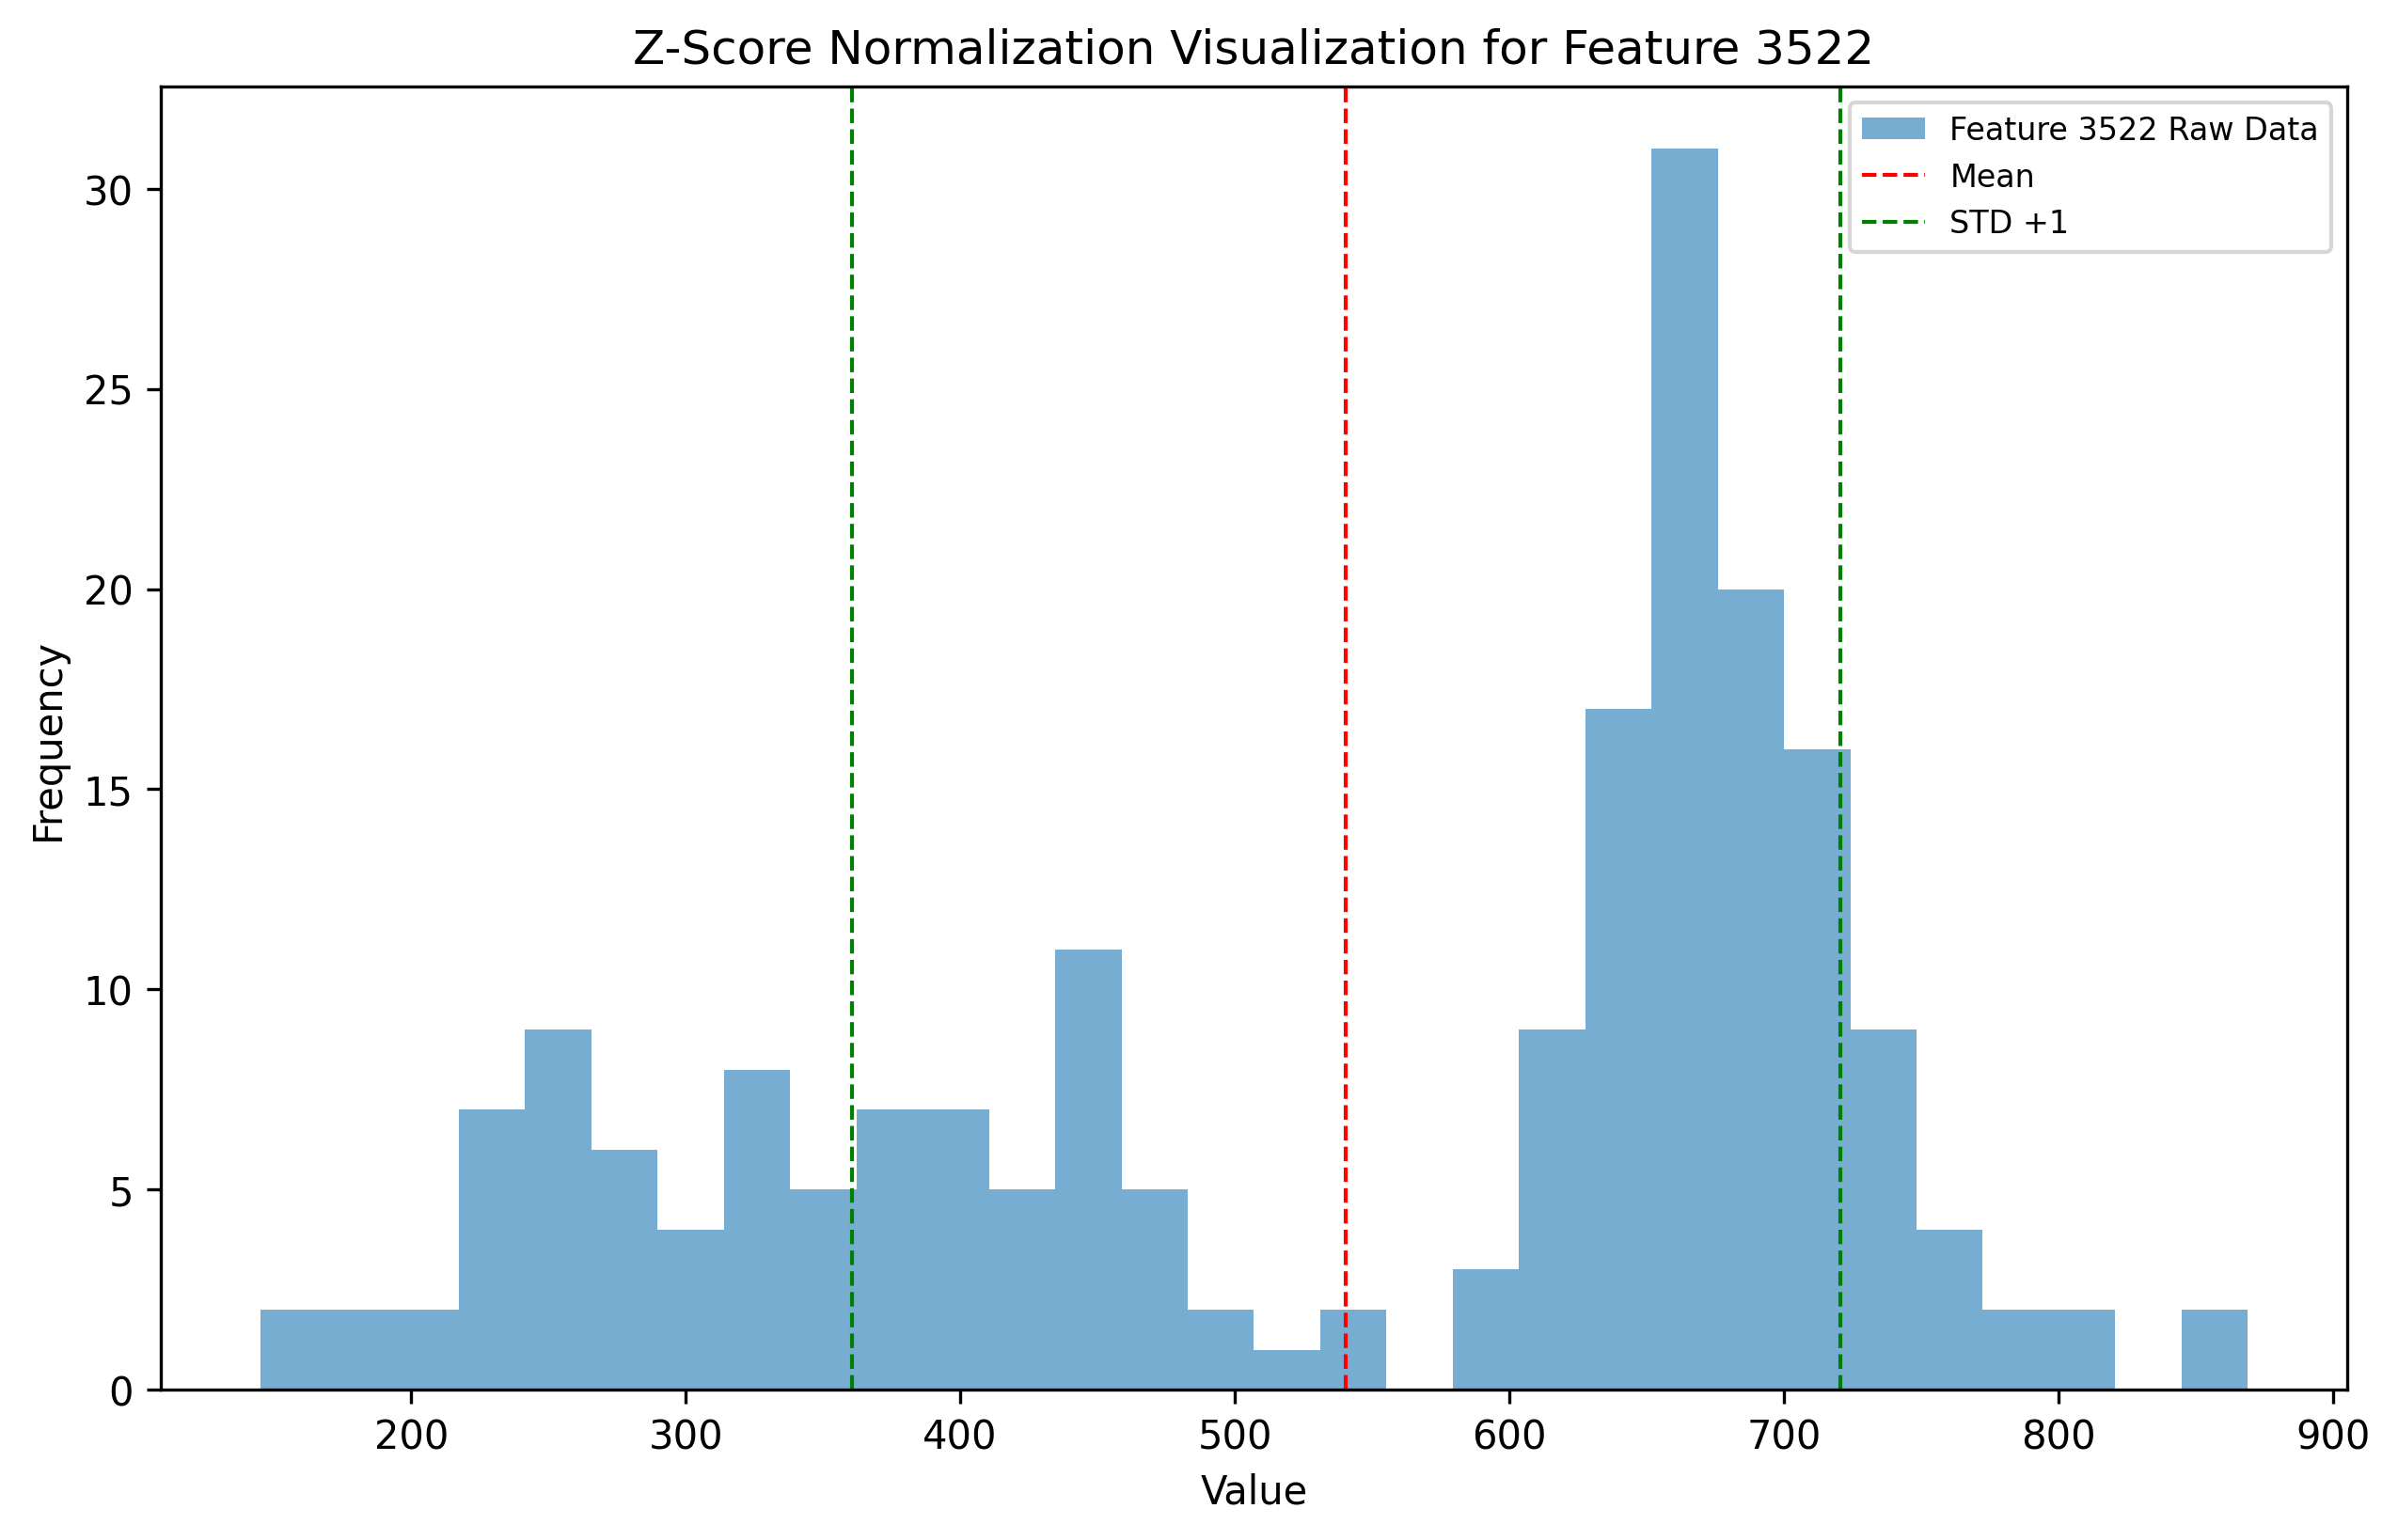 Z-Score Normalization Visualization for Feature 3522
Feature 3522 Raw Data
Mean
STD +1
Frequency
30
25
20
15
10
5
0
200 300 400 500 600 700 800 900
Value